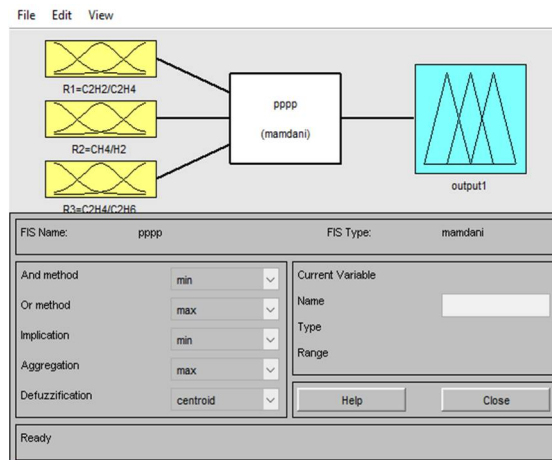 File Edit View
R1=C2H2/C2H4
R2=CH4/H2
R3=C2H4/C2H6
pppp
(mamdani)
output1
FIS Name: pppp FIS Type: mamdani
And method min
Or method max
Implication min
Aggregation max
Defuzzification centroid
Current Variable
Name
Type
Range
Help Close
Ready